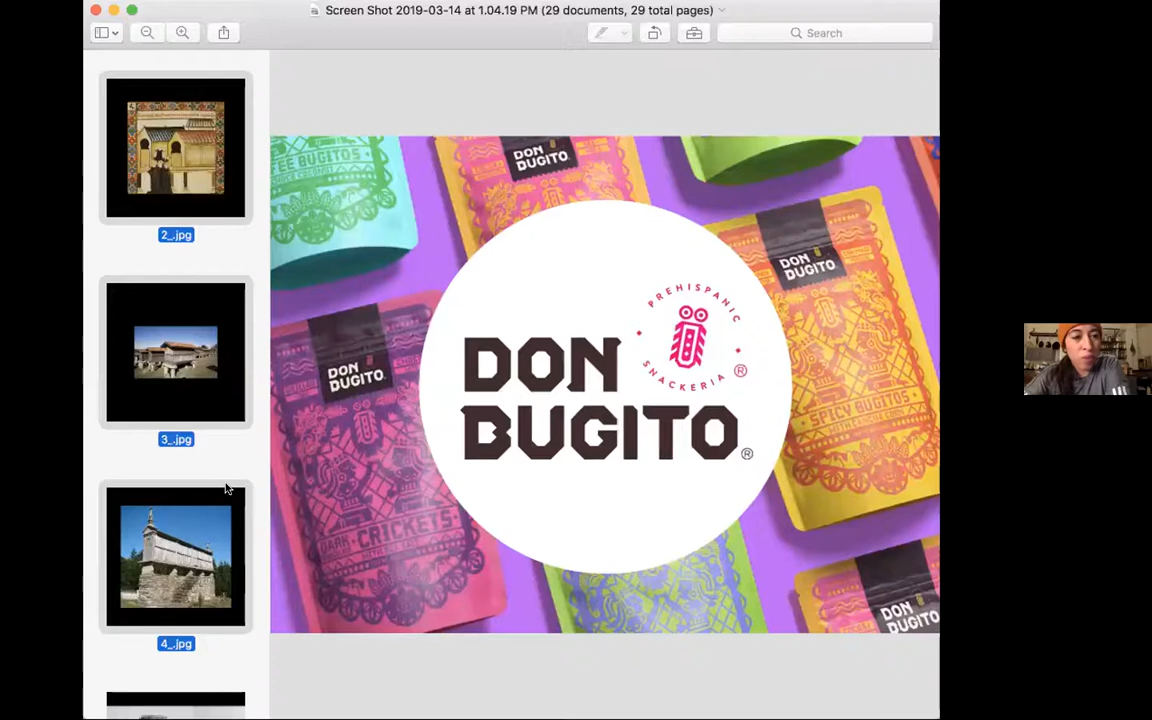 Screen Shot 2019-03-14 at 1.04.19 PM (29 documents, 29 total pages)
Search
2_.jpg
3_.jpg
4_.jpg
DON
BUGITO
PREHISPANIC
SNACKERIA
®
DON
BUGITO®
DON
BUGITO
SPICY BUGITOS
DON
BUGITO
DARK
CRICKETS
DON
BUGITO